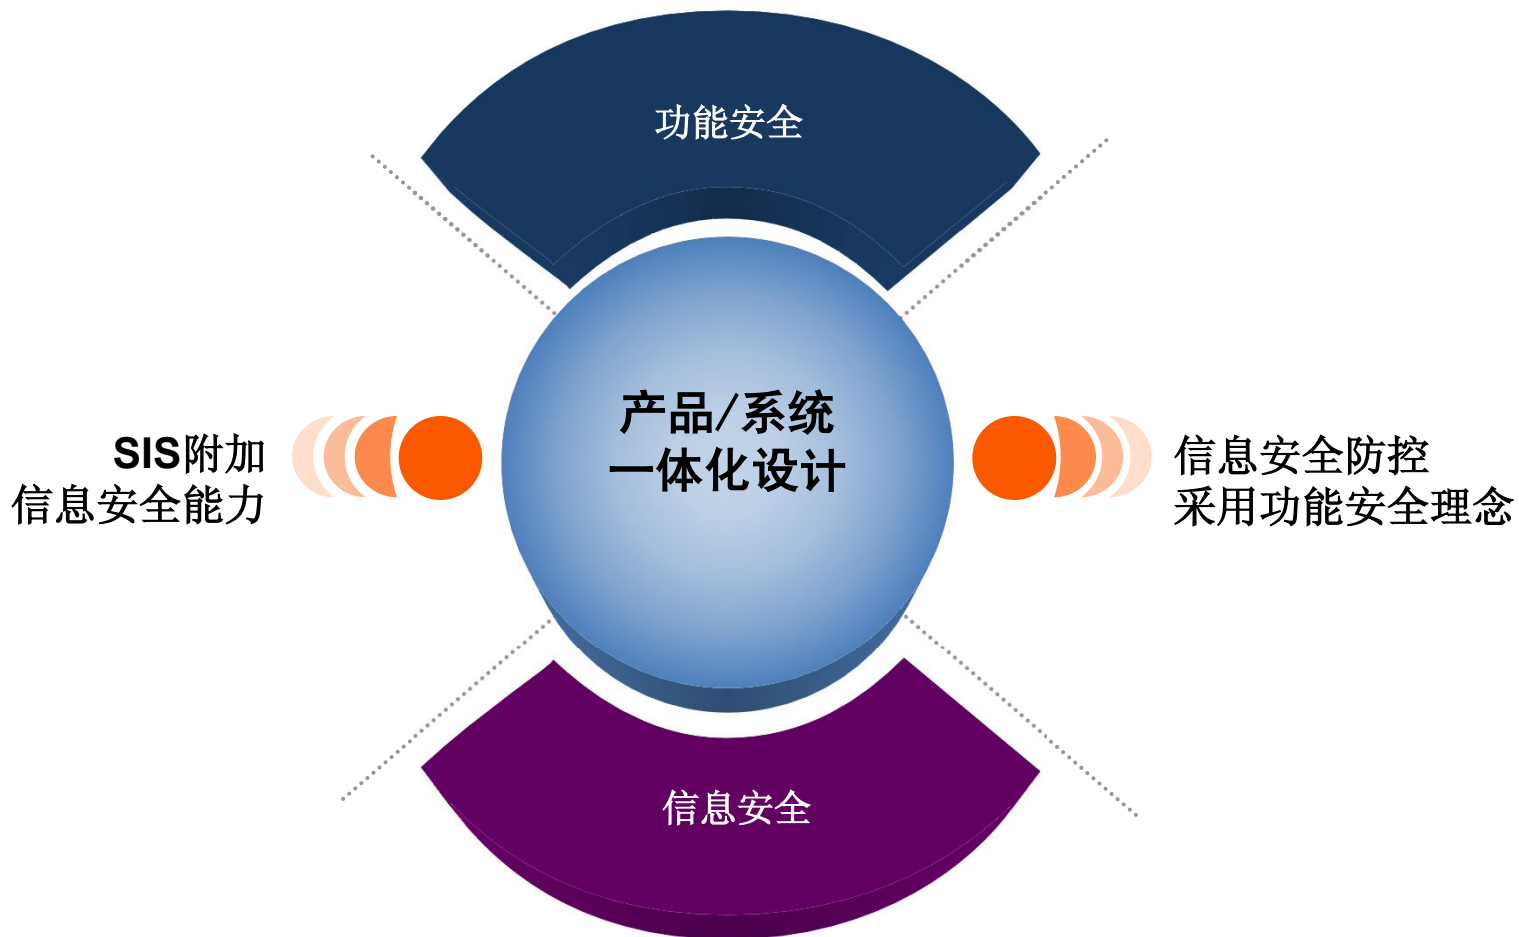 功能安全
产品/系统
一体化设计
SIS附加
信息安全能力
信息安全防控
采用功能安全理念
信息安全